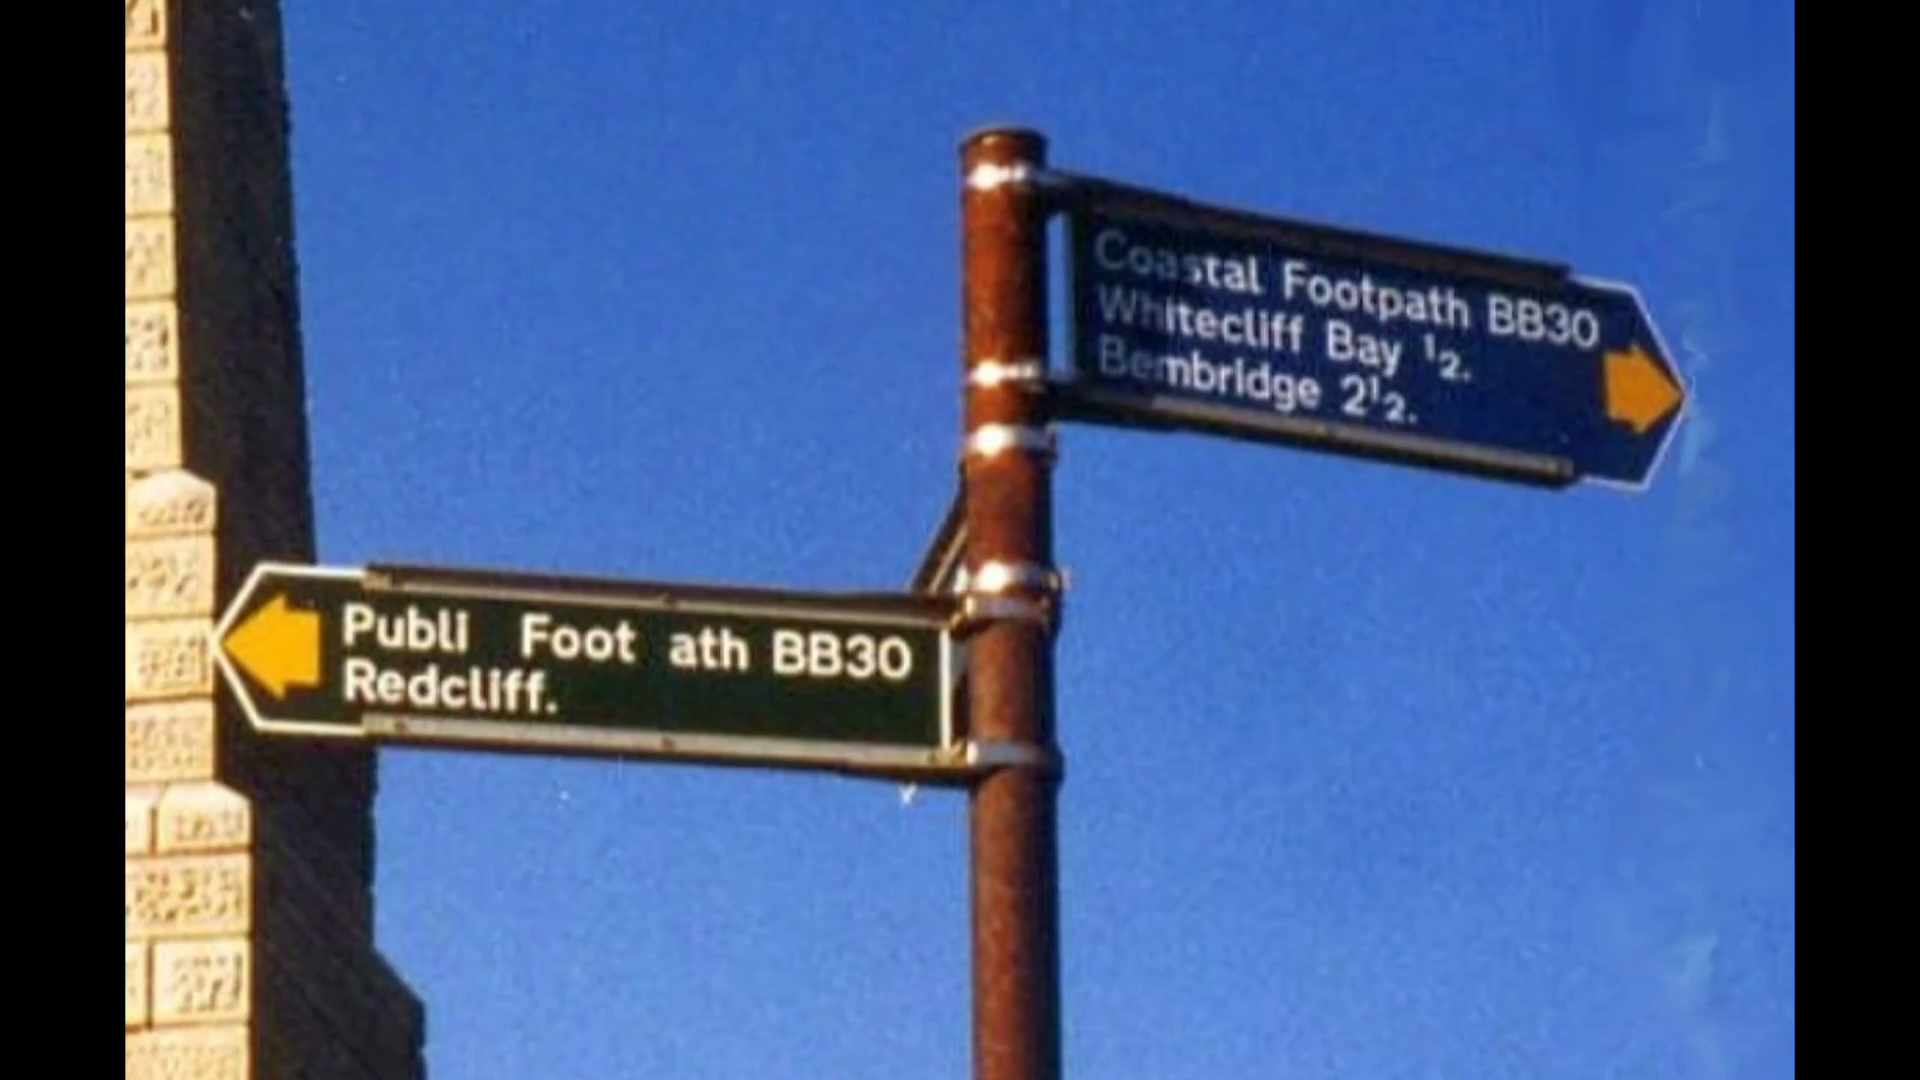 Coastal Footpath BB30
Whitecliff Bay ½.
Bembridge 2½.
Publi Foot ath BB30
Redcliff.